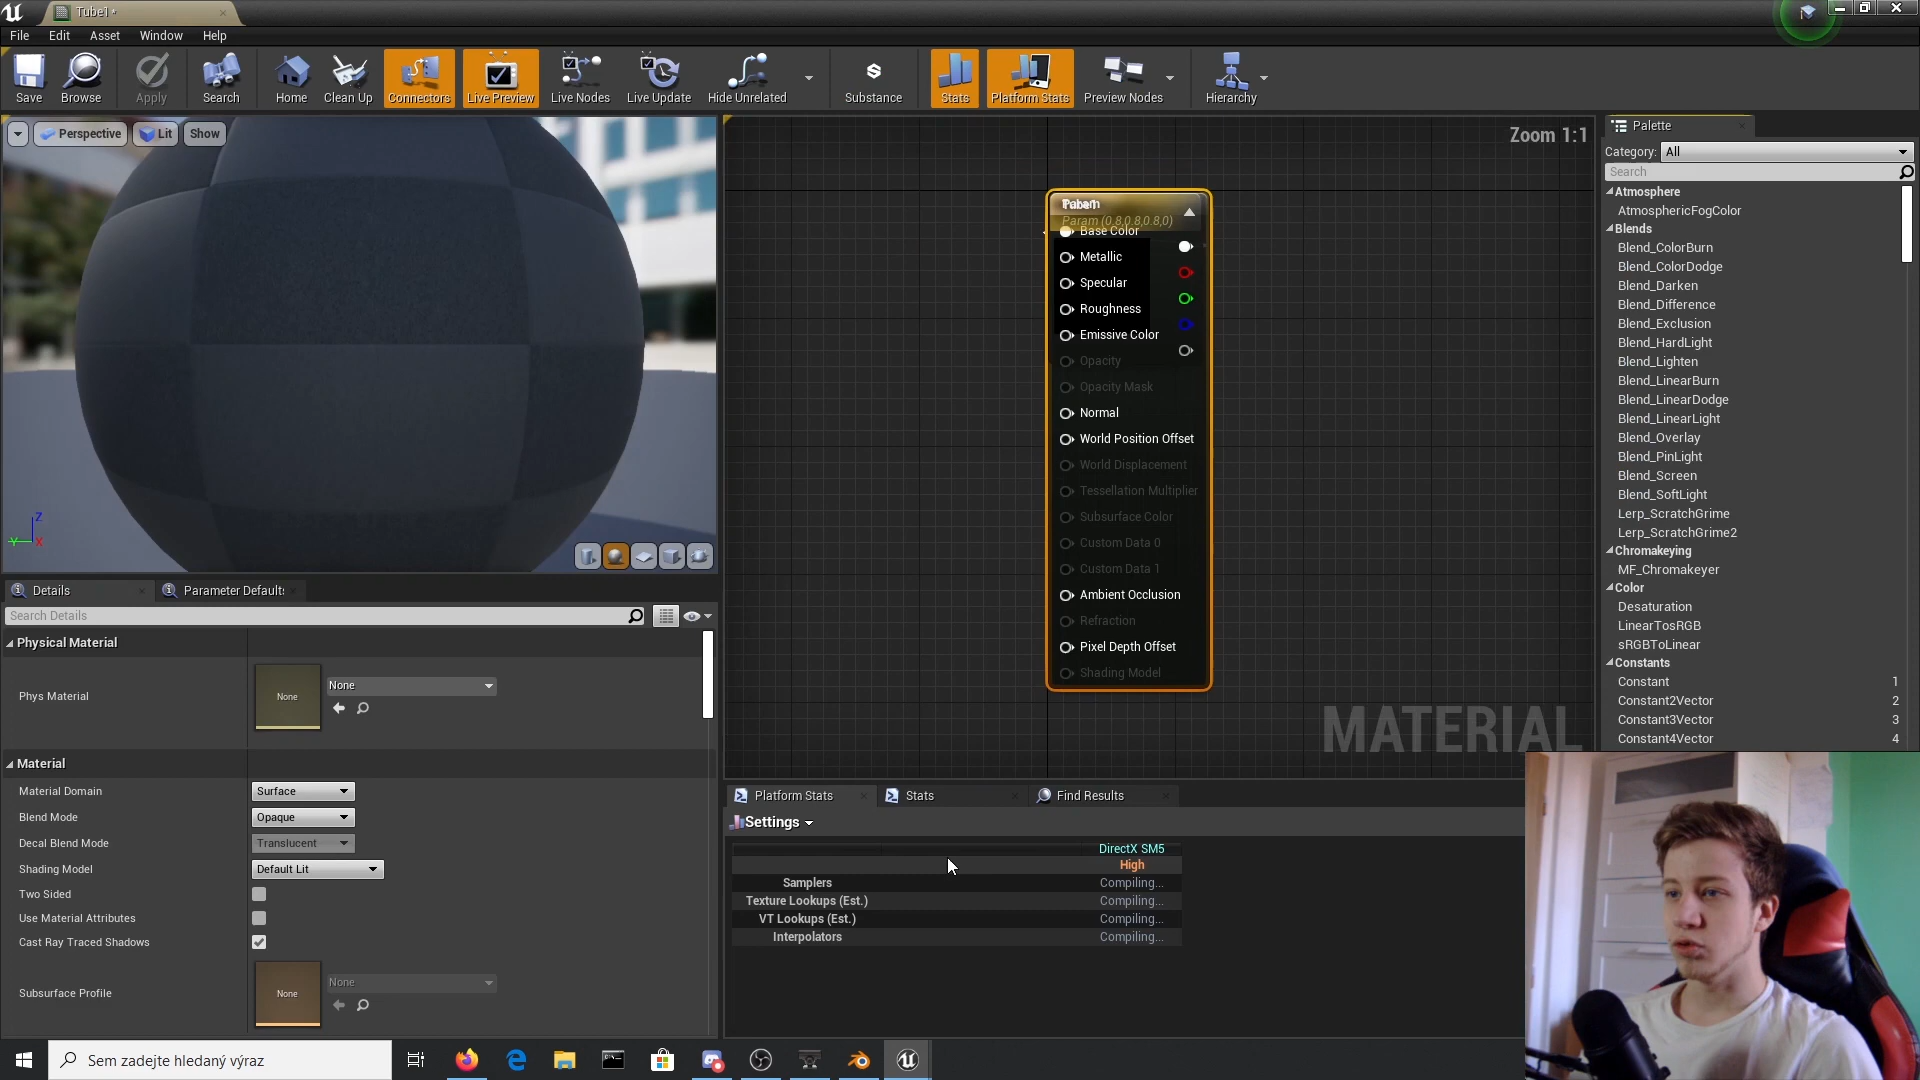 Tube1*
File Edit Asset Window Help
Save Browse Apply Search Home Clean Up Connectors Live Preview Live Nodes Live Update Hide Unrelated Substance Stats Platform Stats Preview Nodes Hierarchy
Perspective Lit Show
Zoom 1:1
Palette
Category: All
Search
Atmosphere
AtmosphericFogColor
Blends
Blend_ColorBurn
Blend_ColorDodge
Blend_Darken
Blend_Difference
Blend_Exclusion
Blend_HardLight
Blend_Lighten
Blend_LinearBurn
Blend_LinearDodge
Blend_LinearLight
Blend_Overlay
Blend_PinLight
Blend_Screen
Blend_SoftLight
Lerp_ScratchGrime
Lerp_ScratchGrime2
Chromakeying
MF_Chromakeyer
Color
Desaturation
LinearTosRGB
sRGBToLinear
Constants
Constant 1
Constant2Vector 2
Constant3Vector 3
Constant4Vector 4
Param
Param (0.8,0.8,0.8,0)
Base Color
Metallic
Specular
Roughness
Emissive Color
Opacity
Opacity Mask
Normal
World Position Offset
World Displacement
Tessellation Multiplier
Subsurface Color
Custom Data 0
Custom Data 1
Ambient Occlusion
Refraction
Pixel Depth Offset
Shading Model
MATERIAL
Z
Y X
Details Parameter Defaults
Search Details
Physical Material
Phys Material None None
Material
Material Domain Surface
Blend Mode Opaque
Decal Blend Mode Translucent
Shading Model Default Lit
Two Sided
Use Material Attributes
Cast Ray Traced Shadows
Subsurface Profile None None
Platform Stats Stats Find Results
Settings
DirectX SM5
High
Samplers Compiling...
Texture Lookups (Est.) Compiling...
VT Lookups (Est.) Compiling...
Interpolators Compiling...
Sem zadejte hledaný výraz